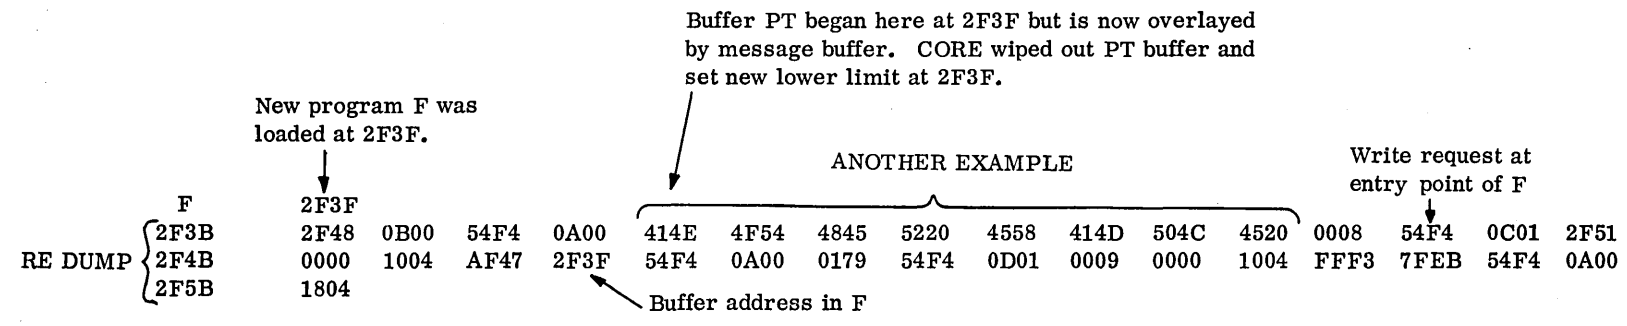 Buffer PT began here at 2F3F but is now overlayed
by message buffer. CORE wiped out PT buffer and
set new lower limit at 2F3F.
New program F was
loaded at 2F3F.
ANOTHER EXAMPLE
Write request at
entry point of F
F 2F3F
2F3B 2F48 0B00 54F4 0A00 414E 4F54 4845 5220 4558 414D 504C 4520 0008 54F4 0C01 2F51
RE DUMP 2F4B 0000 1004 AF47 2F3F 54F4 0A00 0179 54F4 0D01 0009 0000 1004 FFF3 7FEB 54F4 0A00
2F5B 1804
Buffer address in F